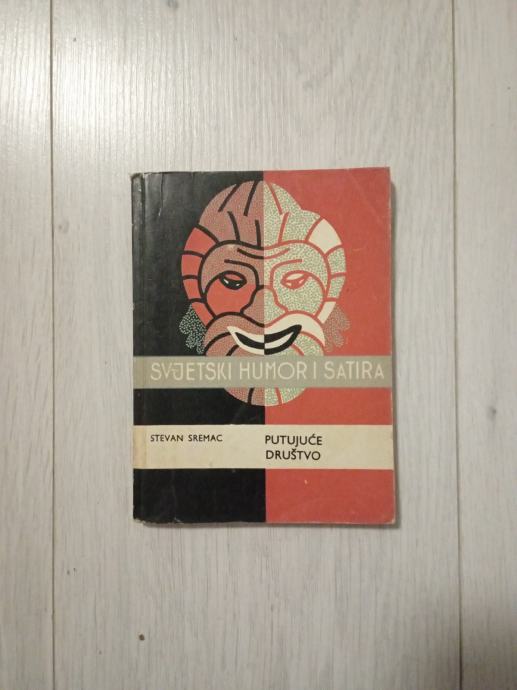 SVJETSKI HUMOR I SATIRA
STEVAN SREMAC
PUTUJUĆE
DRUŠTVO